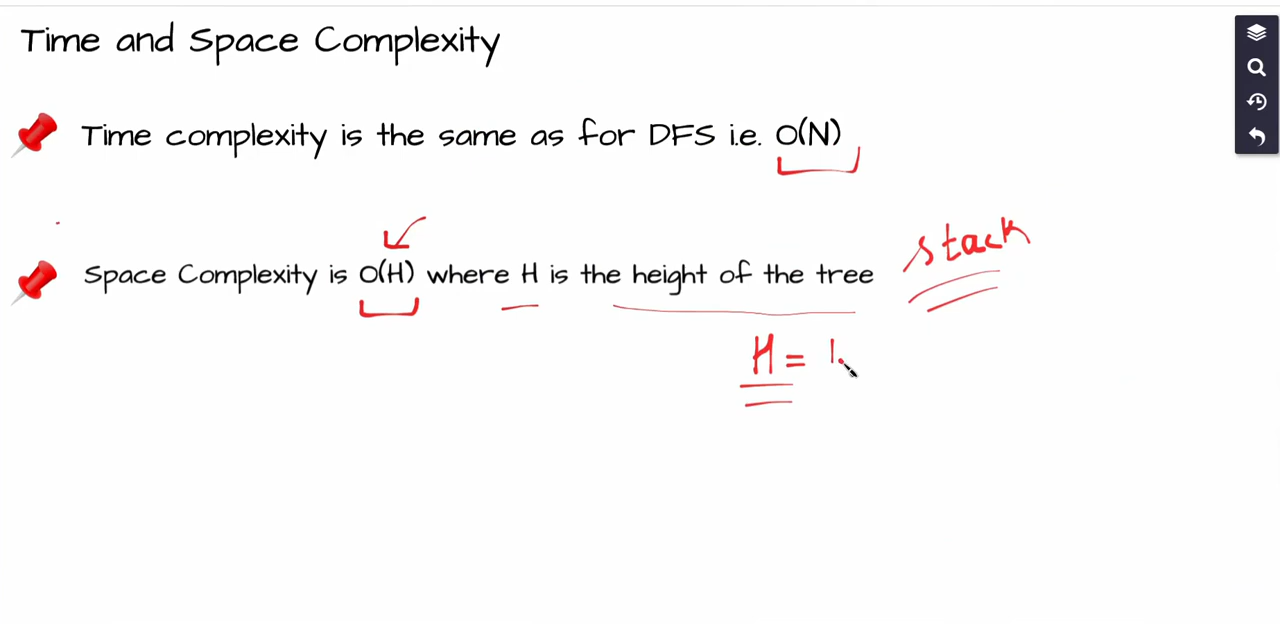 Time and Space Complexity
Time complexity is the same as for DFS i.e. O(N)
stack
Space Complexity is O(H) where H is the height of the tree
H =